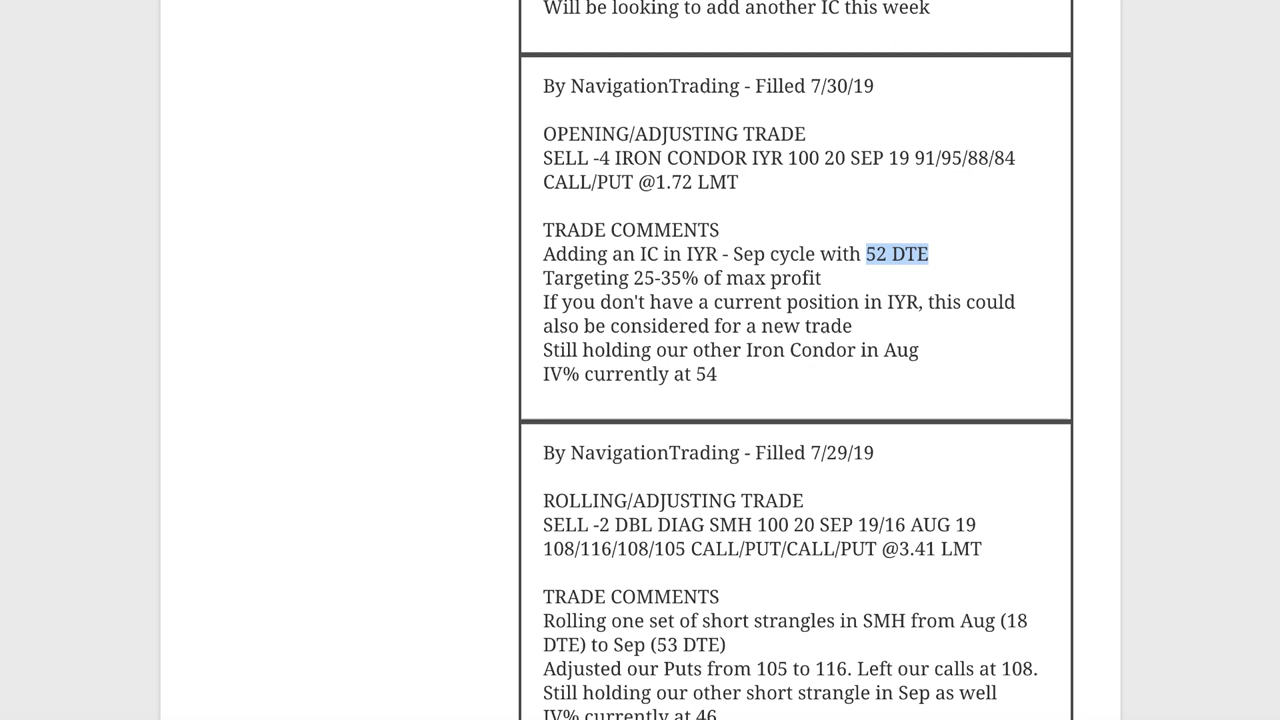 Will be looking to add another IC this week
By NavigationTrading - Filled 7/30/19
OPENING/ADJUSTING TRADE
SELL -4 IRON CONDOR IYR 100 20 SEP 19 91/95/88/84
CALL/PUT @1.72 LMT
TRADE COMMENTS
Adding an IC in IYR - Sep cycle with 52 DTE
Targeting 25-35% of max profit
If you don't have a current position in IYR, this could
also be considered for a new trade
Still holding our other Iron Condor in Aug
IV% currently at 54
By NavigationTrading - Filled 7/29/19
ROLLING/ADJUSTING TRADE
SELL -2 DBL DIAG SMH 100 20 SEP 19/16 AUG 19
108/116/108/105 CALL/PUT/CALL/PUT @3.41 LMT
TRADE COMMENTS
Rolling one set of short strangles in SMH from Aug (18
DTE) to Sep (53 DTE)
Adjusted our Puts from 105 to 116. Left our calls at 108.
Still holding our other short strangle in Sep as well
IV% currently at 46